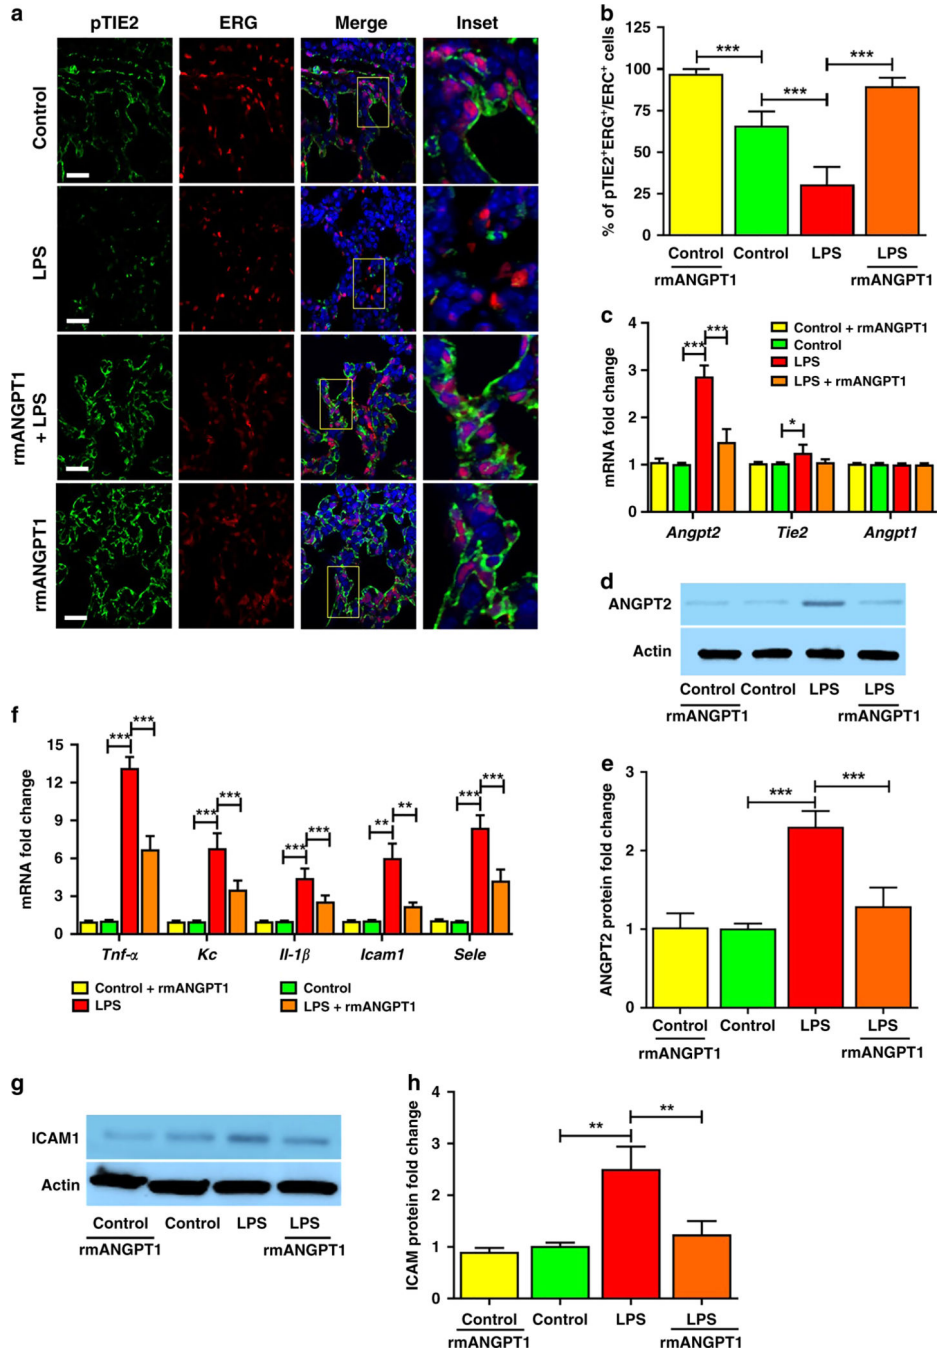 a
pTIE2 ERG Merge Inset
Control
LPS
rmANGPT1
+ LPS
rmANGPT1
b
% of pTIE2+ERG+/ERC+ cells
100
75
50
25
0
***
***
***
Control Control LPS LPS
rmANGPT1 rmANGPT1
c
mRNA fold change
4
3
2
1
0
***
***
*
Control + rmANGPT1
Control
LPS
LPS + rmANGPT1
Angpt2 Tie2 Angpt1
d
ANGPT2
Actin
Control Control LPS LPS
rmANGPT1 rmANGPT1
e
ANGPT2 protein fold change
3
2
1
0
***
***
Control Control LPS LPS
rmANGPT1 rmANGPT1
f
mRNA fold change
15
12
9
6
3
0
***
***
***
***
***
***
**
**
***
***
Tnf-α Kc Il-1β Icam1 Sele
Control + rmANGPT1 Control
LPS LPS + rmANGPT1
g
ICAM1
Actin
Control Control LPS LPS
rmANGPT1 rmANGPT1
h
ICAM protein fold change
4
3
2
1
0
**
**
Control Control LPS LPS
rmANGPT1 rmANGPT1